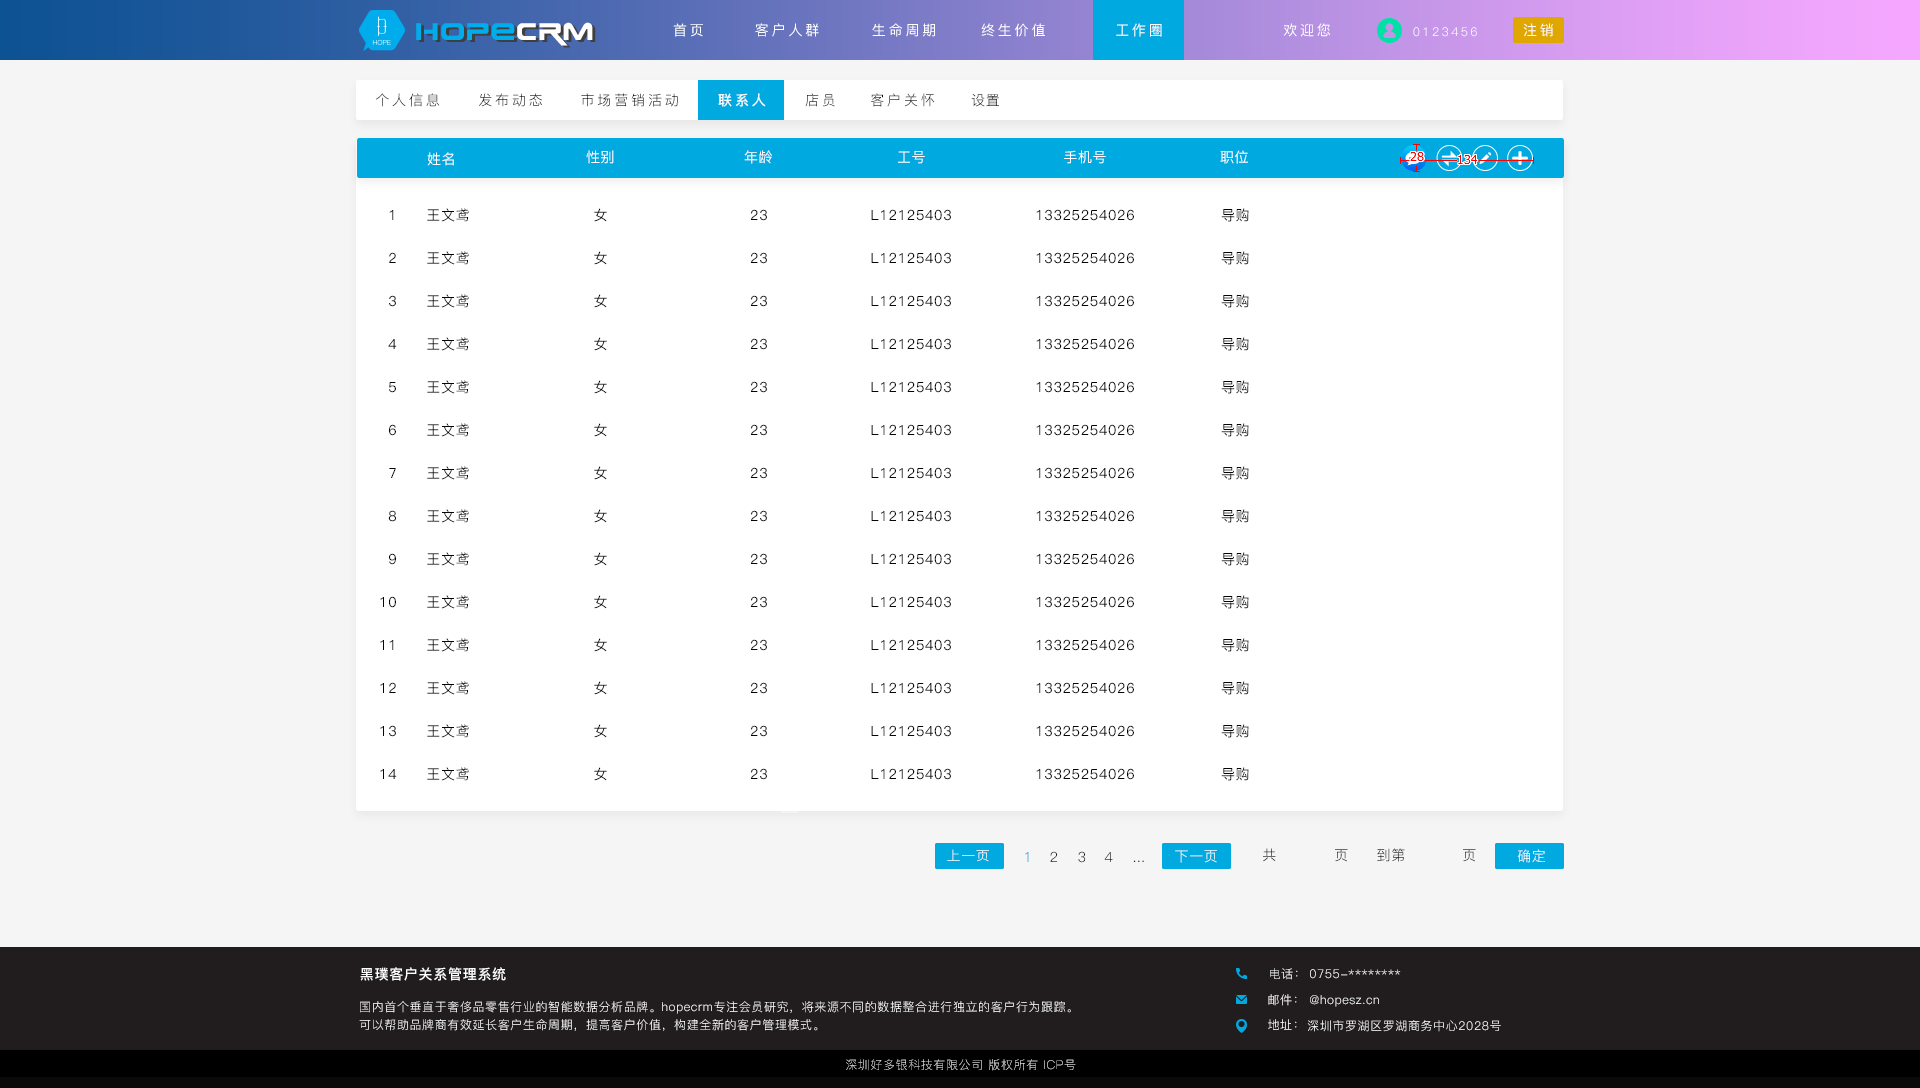 HOPE HOPECRM 首页 客户人群 生命周期 终生价值 工作圈 欢迎您 0123456 注销
个人信息 发布动态 市场营销活动 联系人 店员 客户关怀 设置
姓名 性别 年龄 工号 手机号 职位 28 134
1 王文鸢 女 23 L12125403 13325254026 导购
2 王文鸢 女 23 L12125403 13325254026 导购
3 王文鸢 女 23 L12125403 13325254026 导购
4 王文鸢 女 23 L12125403 13325254026 导购
5 王文鸢 女 23 L12125403 13325254026 导购
6 王文鸢 女 23 L12125403 13325254026 导购
7 王文鸢 女 23 L12125403 13325254026 导购
8 王文鸢 女 23 L12125403 13325254026 导购
9 王文鸢 女 23 L12125403 13325254026 导购
10 王文鸢 女 23 L12125403 13325254026 导购
11 王文鸢 女 23 L12125403 13325254026 导购
12 王文鸢 女 23 L12125403 13325254026 导购
13 王文鸢 女 23 L12125403 13325254026 导购
14 王文鸢 女 23 L12125403 13325254026 导购
上一页 1 2 3 4 ... 下一页 共 页 到第 页 确定
黑璞客户关系管理系统
国内首个垂直于奢侈品零售行业的智能数据分析品牌。hopecrm专注会员研究，将来源不同的数据整合进行独立的客户行为跟踪。
可以帮助品牌商有效延长客户生命周期，提高客户价值，构建全新的客户管理模式。
电话： 0755-********
邮件： @hopesz.cn
地址： 深圳市罗湖区罗湖商务中心2028号
深圳好多银科技有限公司 版权所有 ICP号